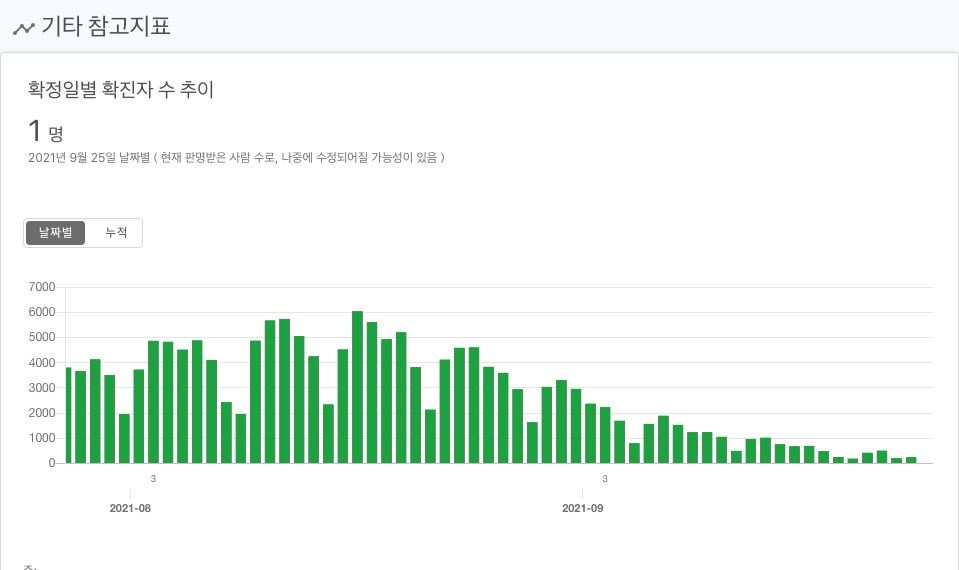 기타 참고지표
확정일별 확진자 수 추이
1 명
2021년 9월 25일 날짜별 ( 현재 판명받은 사람 수로, 나중에 수정되어질 가능성이 있음 )
날짜별 누적
7000
6000
5000
4000
3000
2000
1000
0
3 3
2021-08 2021-09